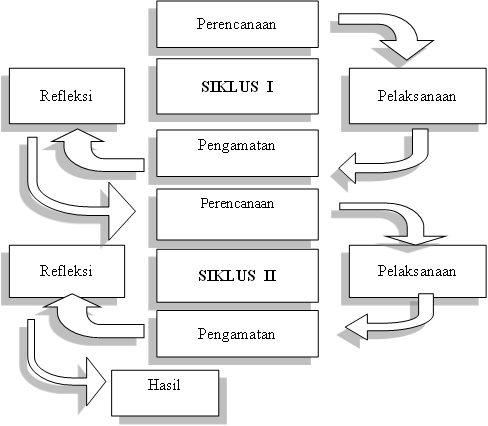 Perencanaan
SIKLUS I
Refleksi
Pelaksanaan
Pengamatan
Perencanaan
SIKLUS II
Refleksi
Pelaksanaan
Pengamatan
Hasil